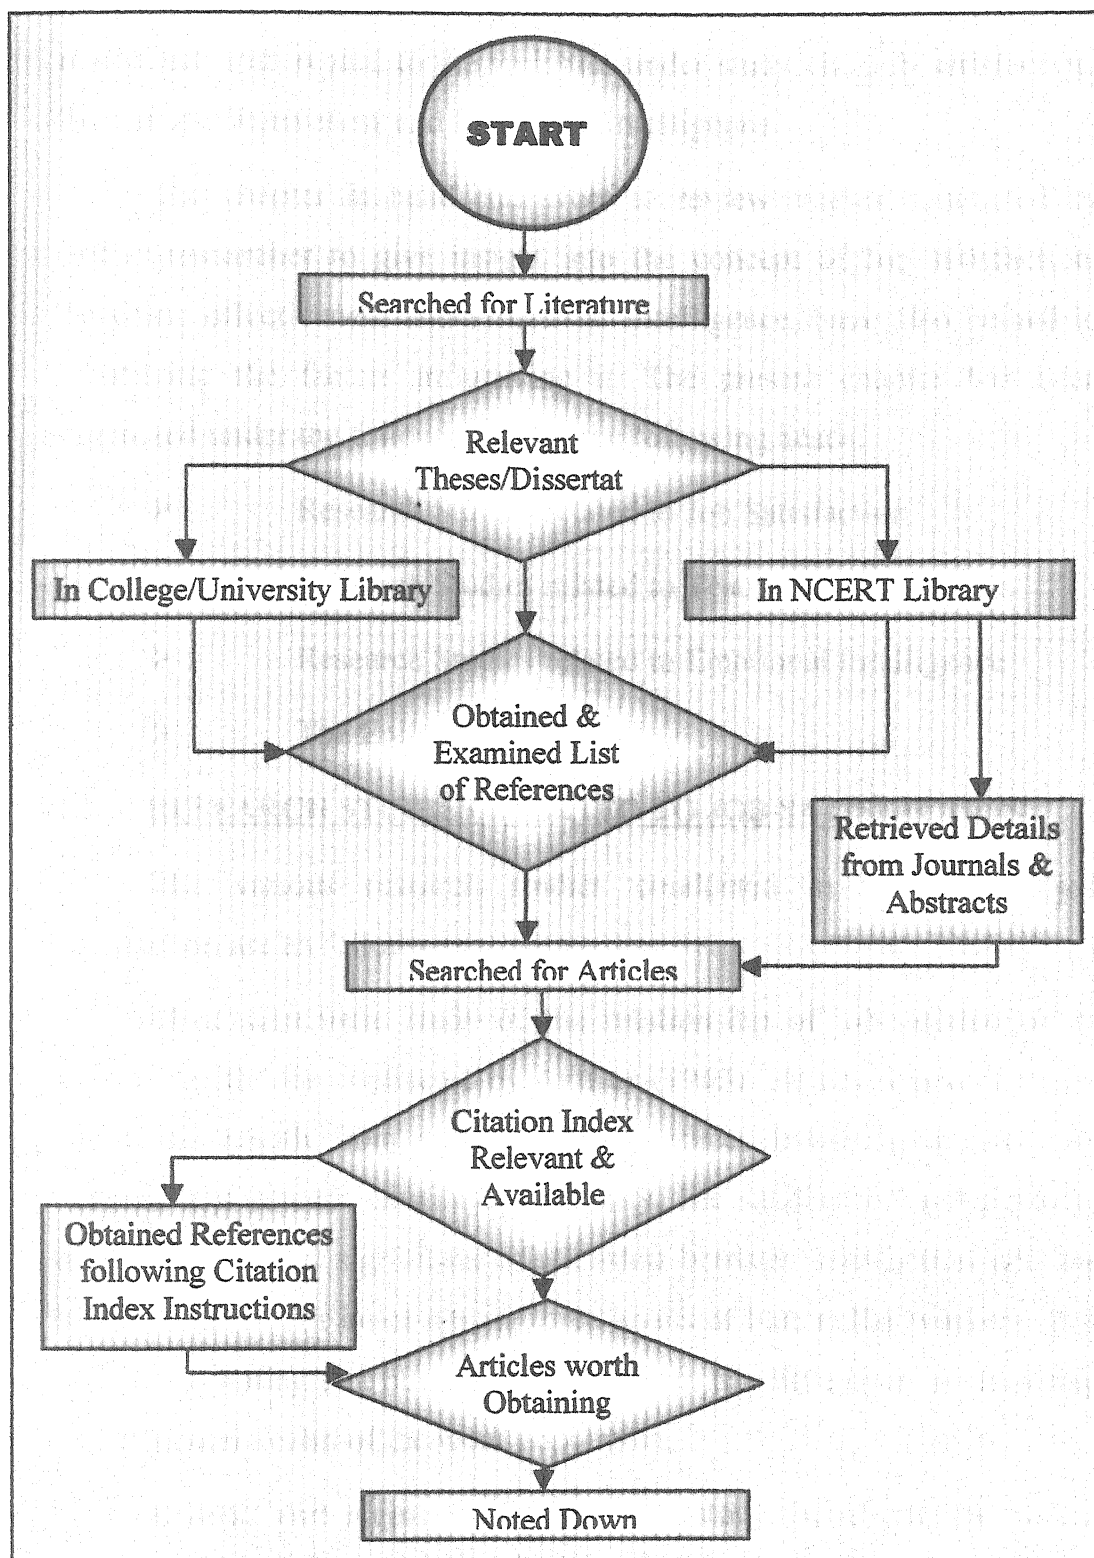 START
Searched for Literature
Relevant
Theses/Dissertat
In College/University Library
In NCERT Library
Obtained &
Examined List
of References
Retrieved Details
from Journals &
Abstracts
Searched for Articles
Citation Index
Relevant &
Available
Obtained References
following Citation
Index Instructions
Articles worth
Obtaining
Noted Down